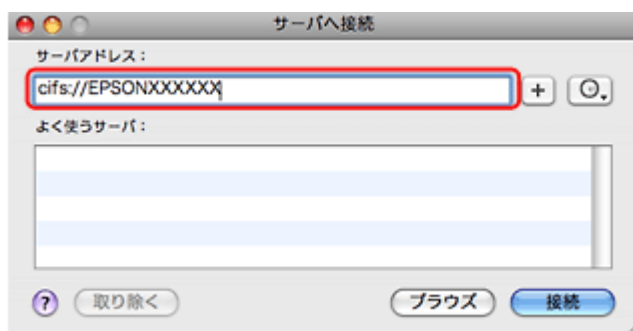 サーバへ接続
サーバアドレス：
cifs://EPSONXXXXXX
+
よく使うサーバ：
? 取り除く ブラウズ 接続